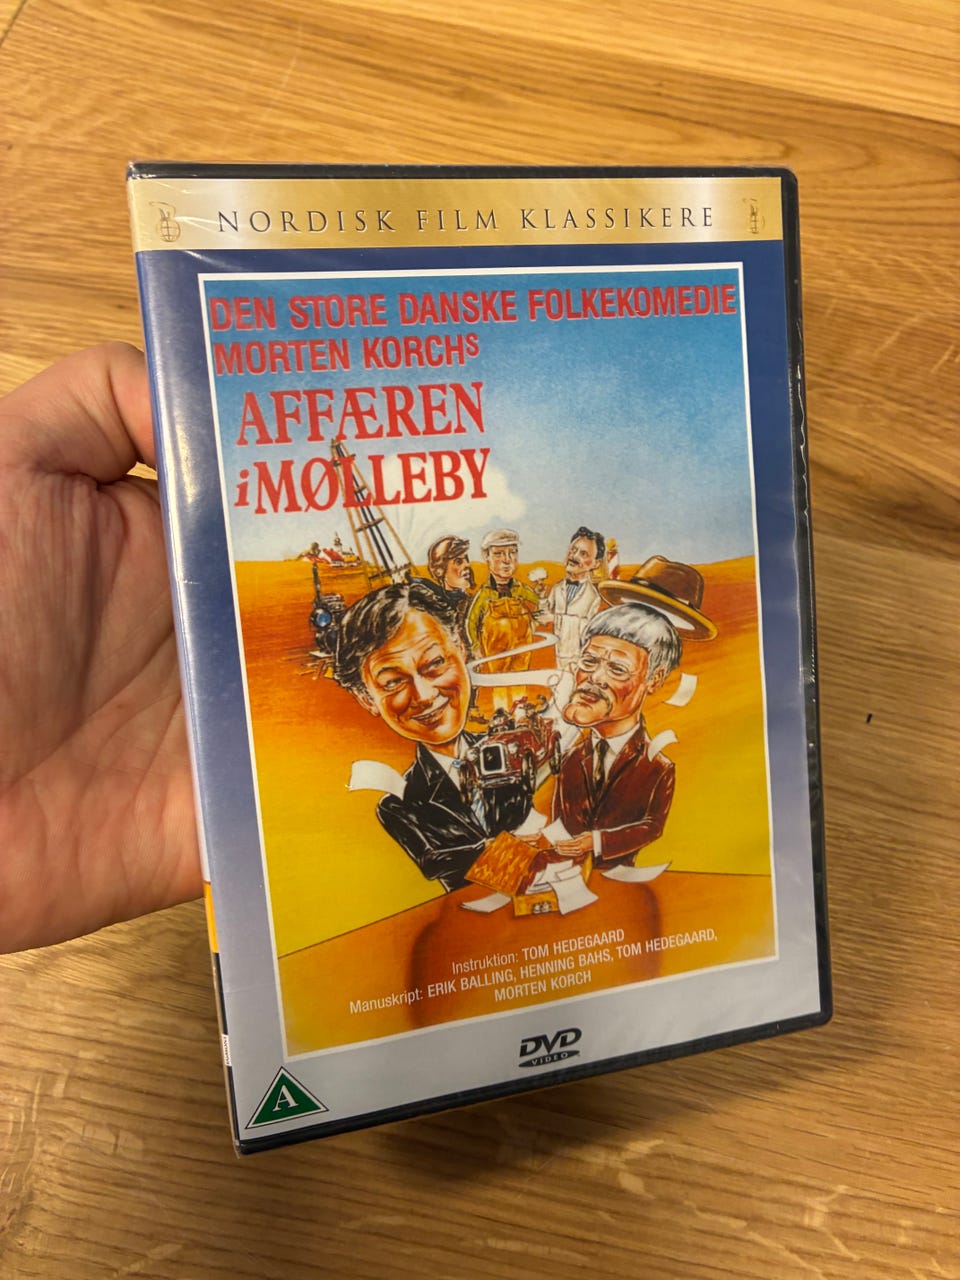 NORDISK FILM KLASSIKERE
DEN STORE DANSKE FOLKEKOMEDIE
MORTEN KORCHS
AFFÆREN
i MØLLEBY
Instruktion: TOM HEDEGAARD
Manuskript: ERIK BALLING, HENNING BAHS, TOM HEDEGAARD,
MORTEN KORCH
DVD
VIDEO
A